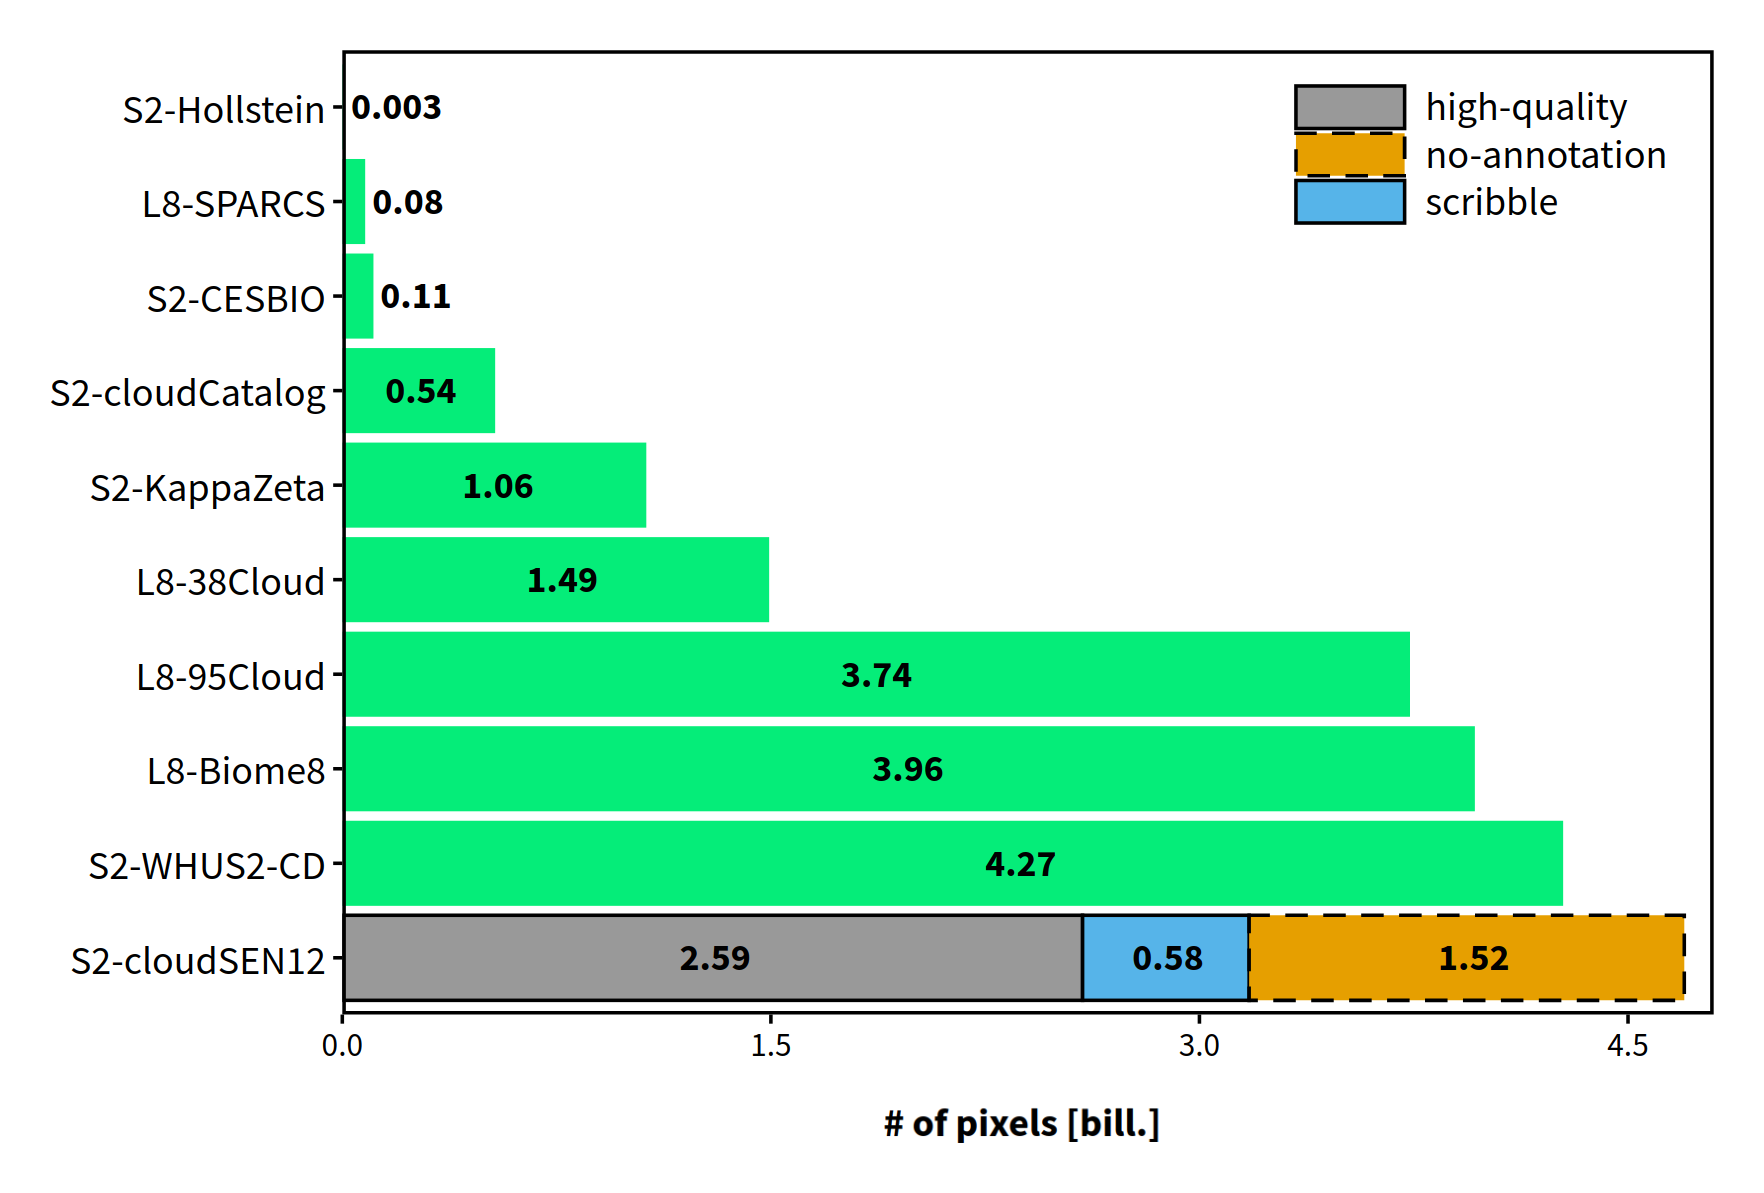 S2-Hollstein 0.003
high-quality
no-annotation
scribble
L8-SPARCS 0.08
S2-CESBIO 0.11
S2-cloudCatalog 0.54
S2-KappaZeta 1.06
L8-38Cloud 1.49
L8-95Cloud 3.74
L8-Biome8 3.96
S2-WHUS2-CD 4.27
S2-cloudSEN12 2.59 0.58 1.52
0.0 1.5 3.0 4.5
# of pixels [bill.]